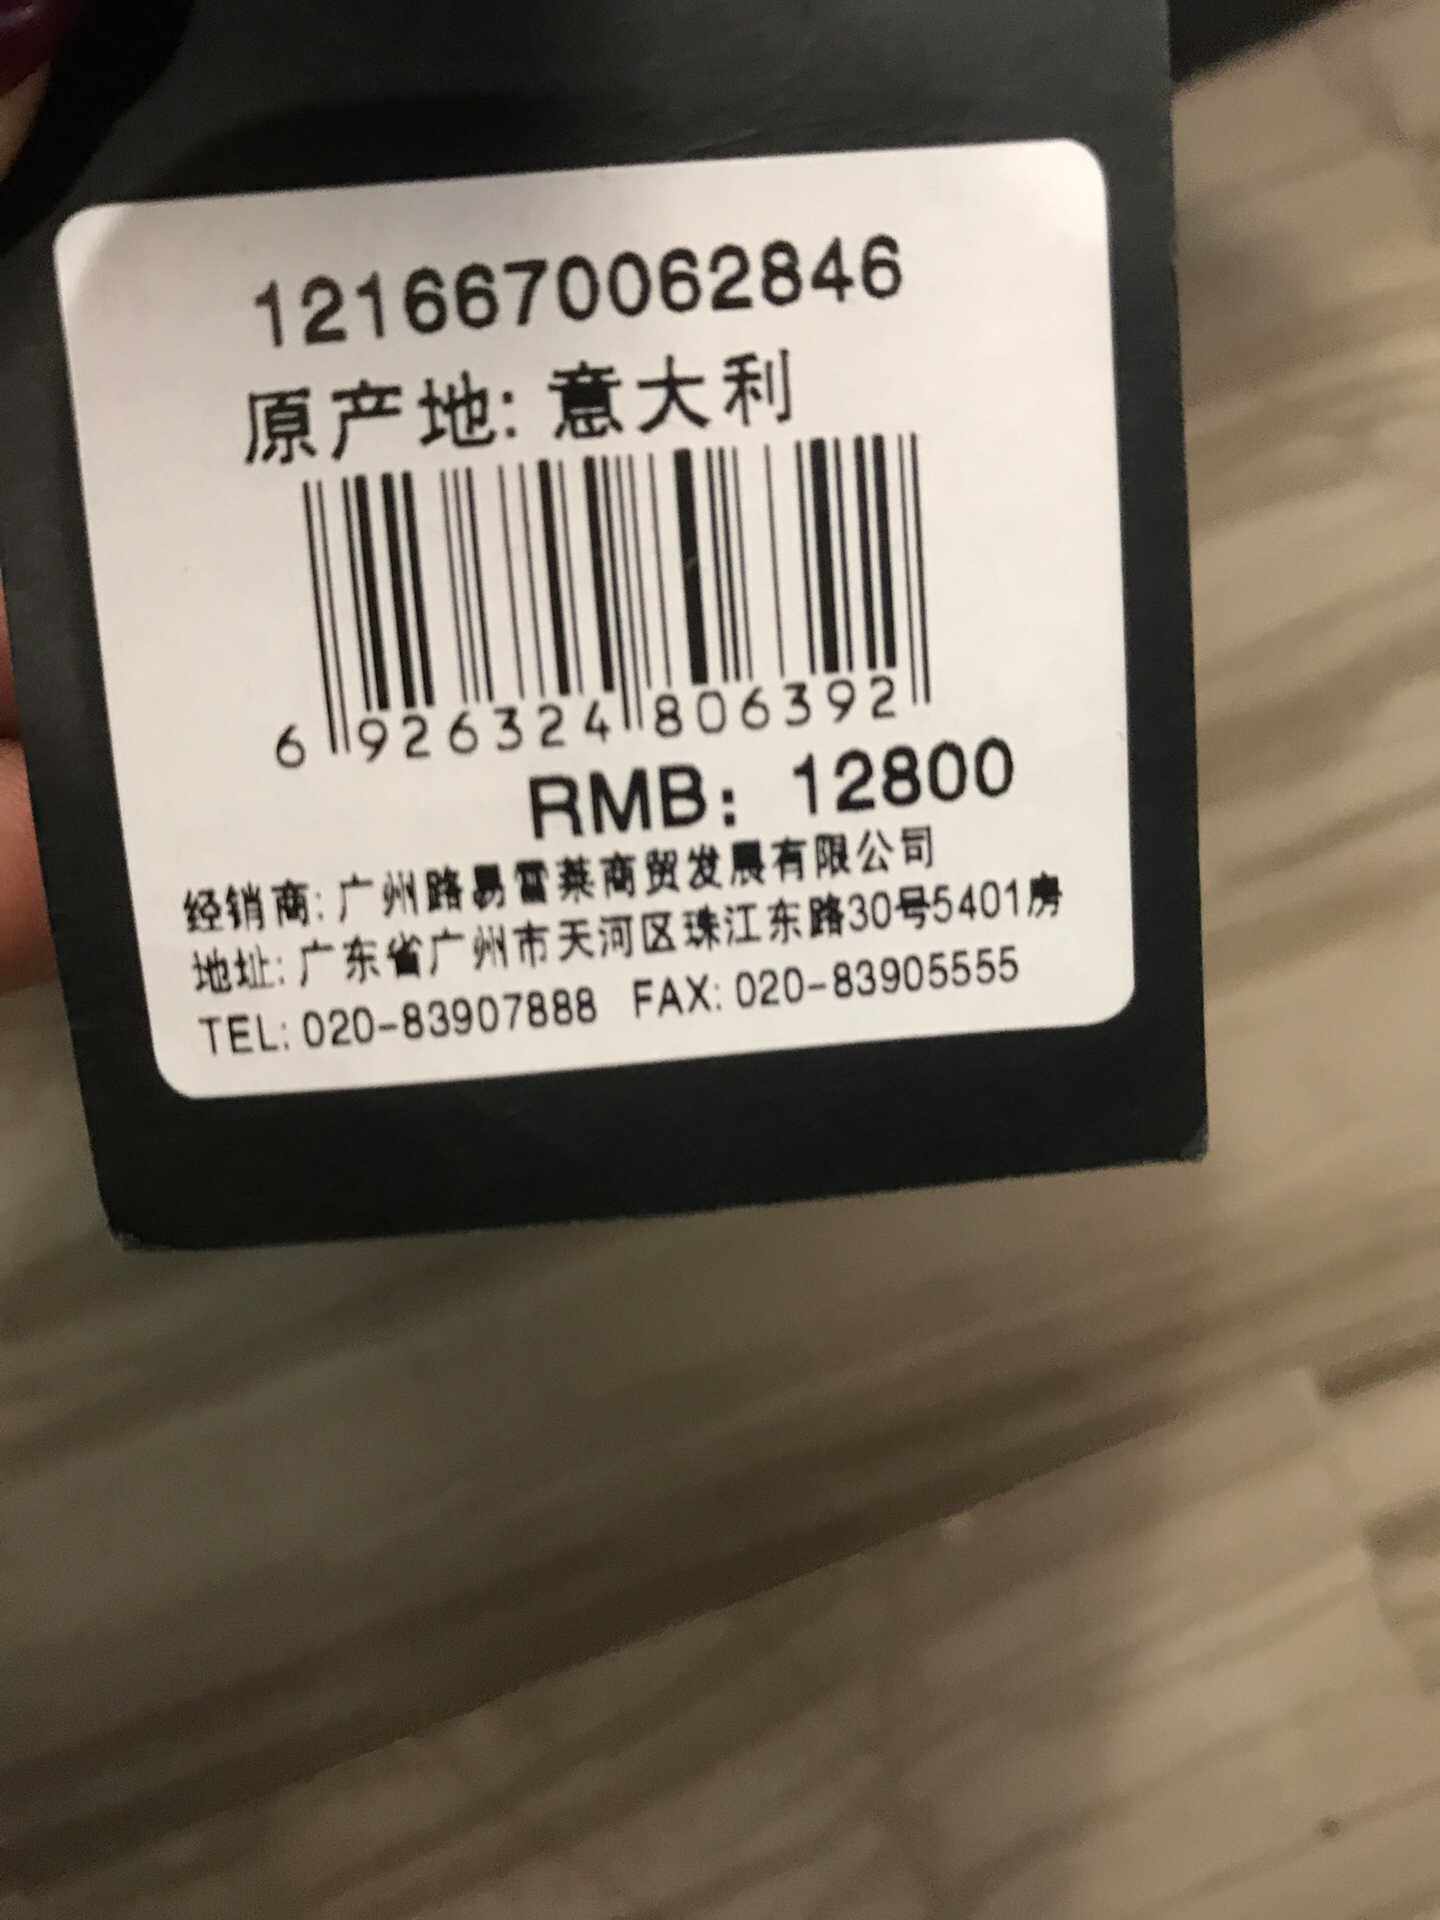 1216670062846
原产地: 意大利
6 926324 806392
RMB: 12800
经销商: 广州路易雷莱商贸发展有限公司
地址: 广东省广州市天河区珠江东路30号5401房
TEL: 020-83907888 FAX: 020-83905555